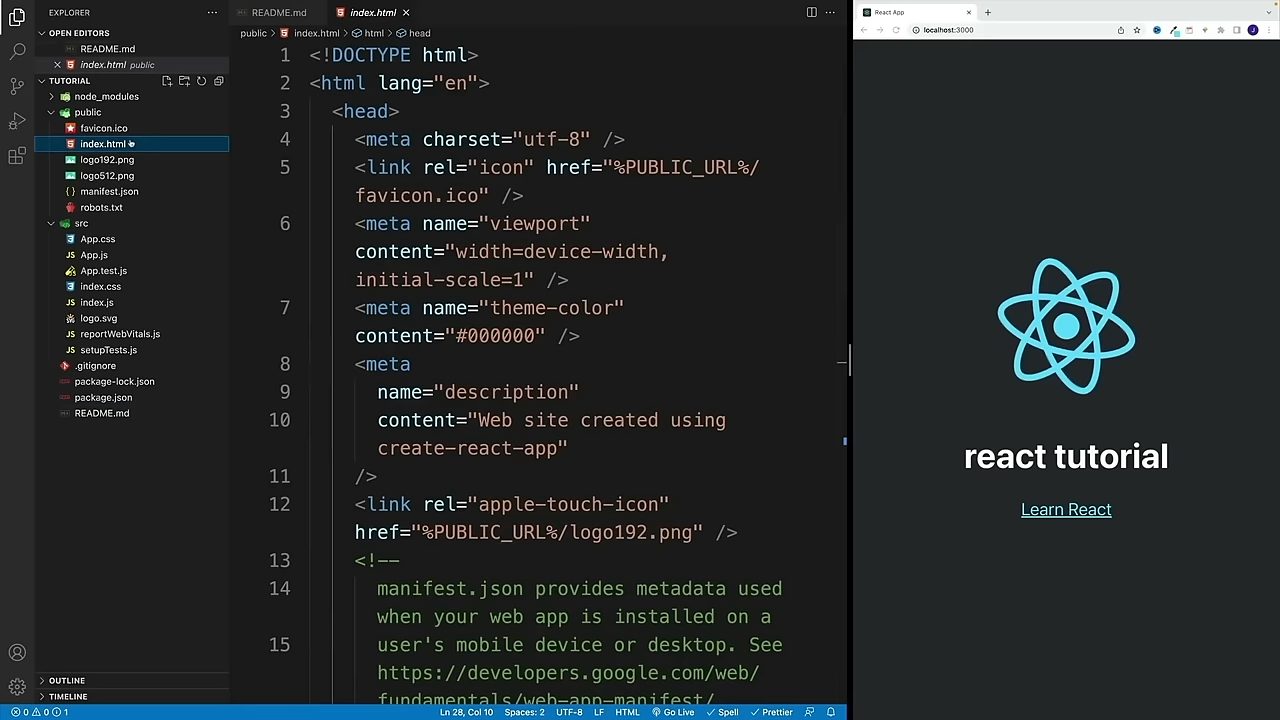 EXPLORER
OPEN EDITORS
README.md
index.html public
TUTORIAL
node_modules
public
favicon.ico
index.html
logo192.png
logo512.png
manifest.json
robots.txt
src
App.css
App.js
App.test.js
index.css
index.js
logo.svg
reportWebVitals.js
setupTests.js
.gitignore
package-lock.json
package.json
README.md
OUTLINE
TIMELINE
README.md
index.html
public > index.html > html > head
1 <!DOCTYPE html>
2 <html lang="en">
3 <head>
4 <meta charset="utf-8" />
5 <link rel="icon" href="%PUBLIC_URL%/
favicon.ico" />
6 <meta name="viewport"
content="width=device-width,
initial-scale=1" />
7 <meta name="theme-color"
content="#000000" />
8 <meta
9 name="description"
10 content="Web site created using
create-react-app"
11 />
12 <link rel="apple-touch-icon"
href="%PUBLIC_URL%/logo192.png" />
13 <!--
14 manifest.json provides metadata used
when your web app is installed on a
15 user's mobile device or desktop. See
https://developers.google.com/web/
fundamentals/web-app-manifest/
0 0 1
Ln 28, Col 10 Spaces: 2 UTF-8 LF HTML Go Live Spell Prettier
React App
localhost:3000
J
react tutorial
Learn React